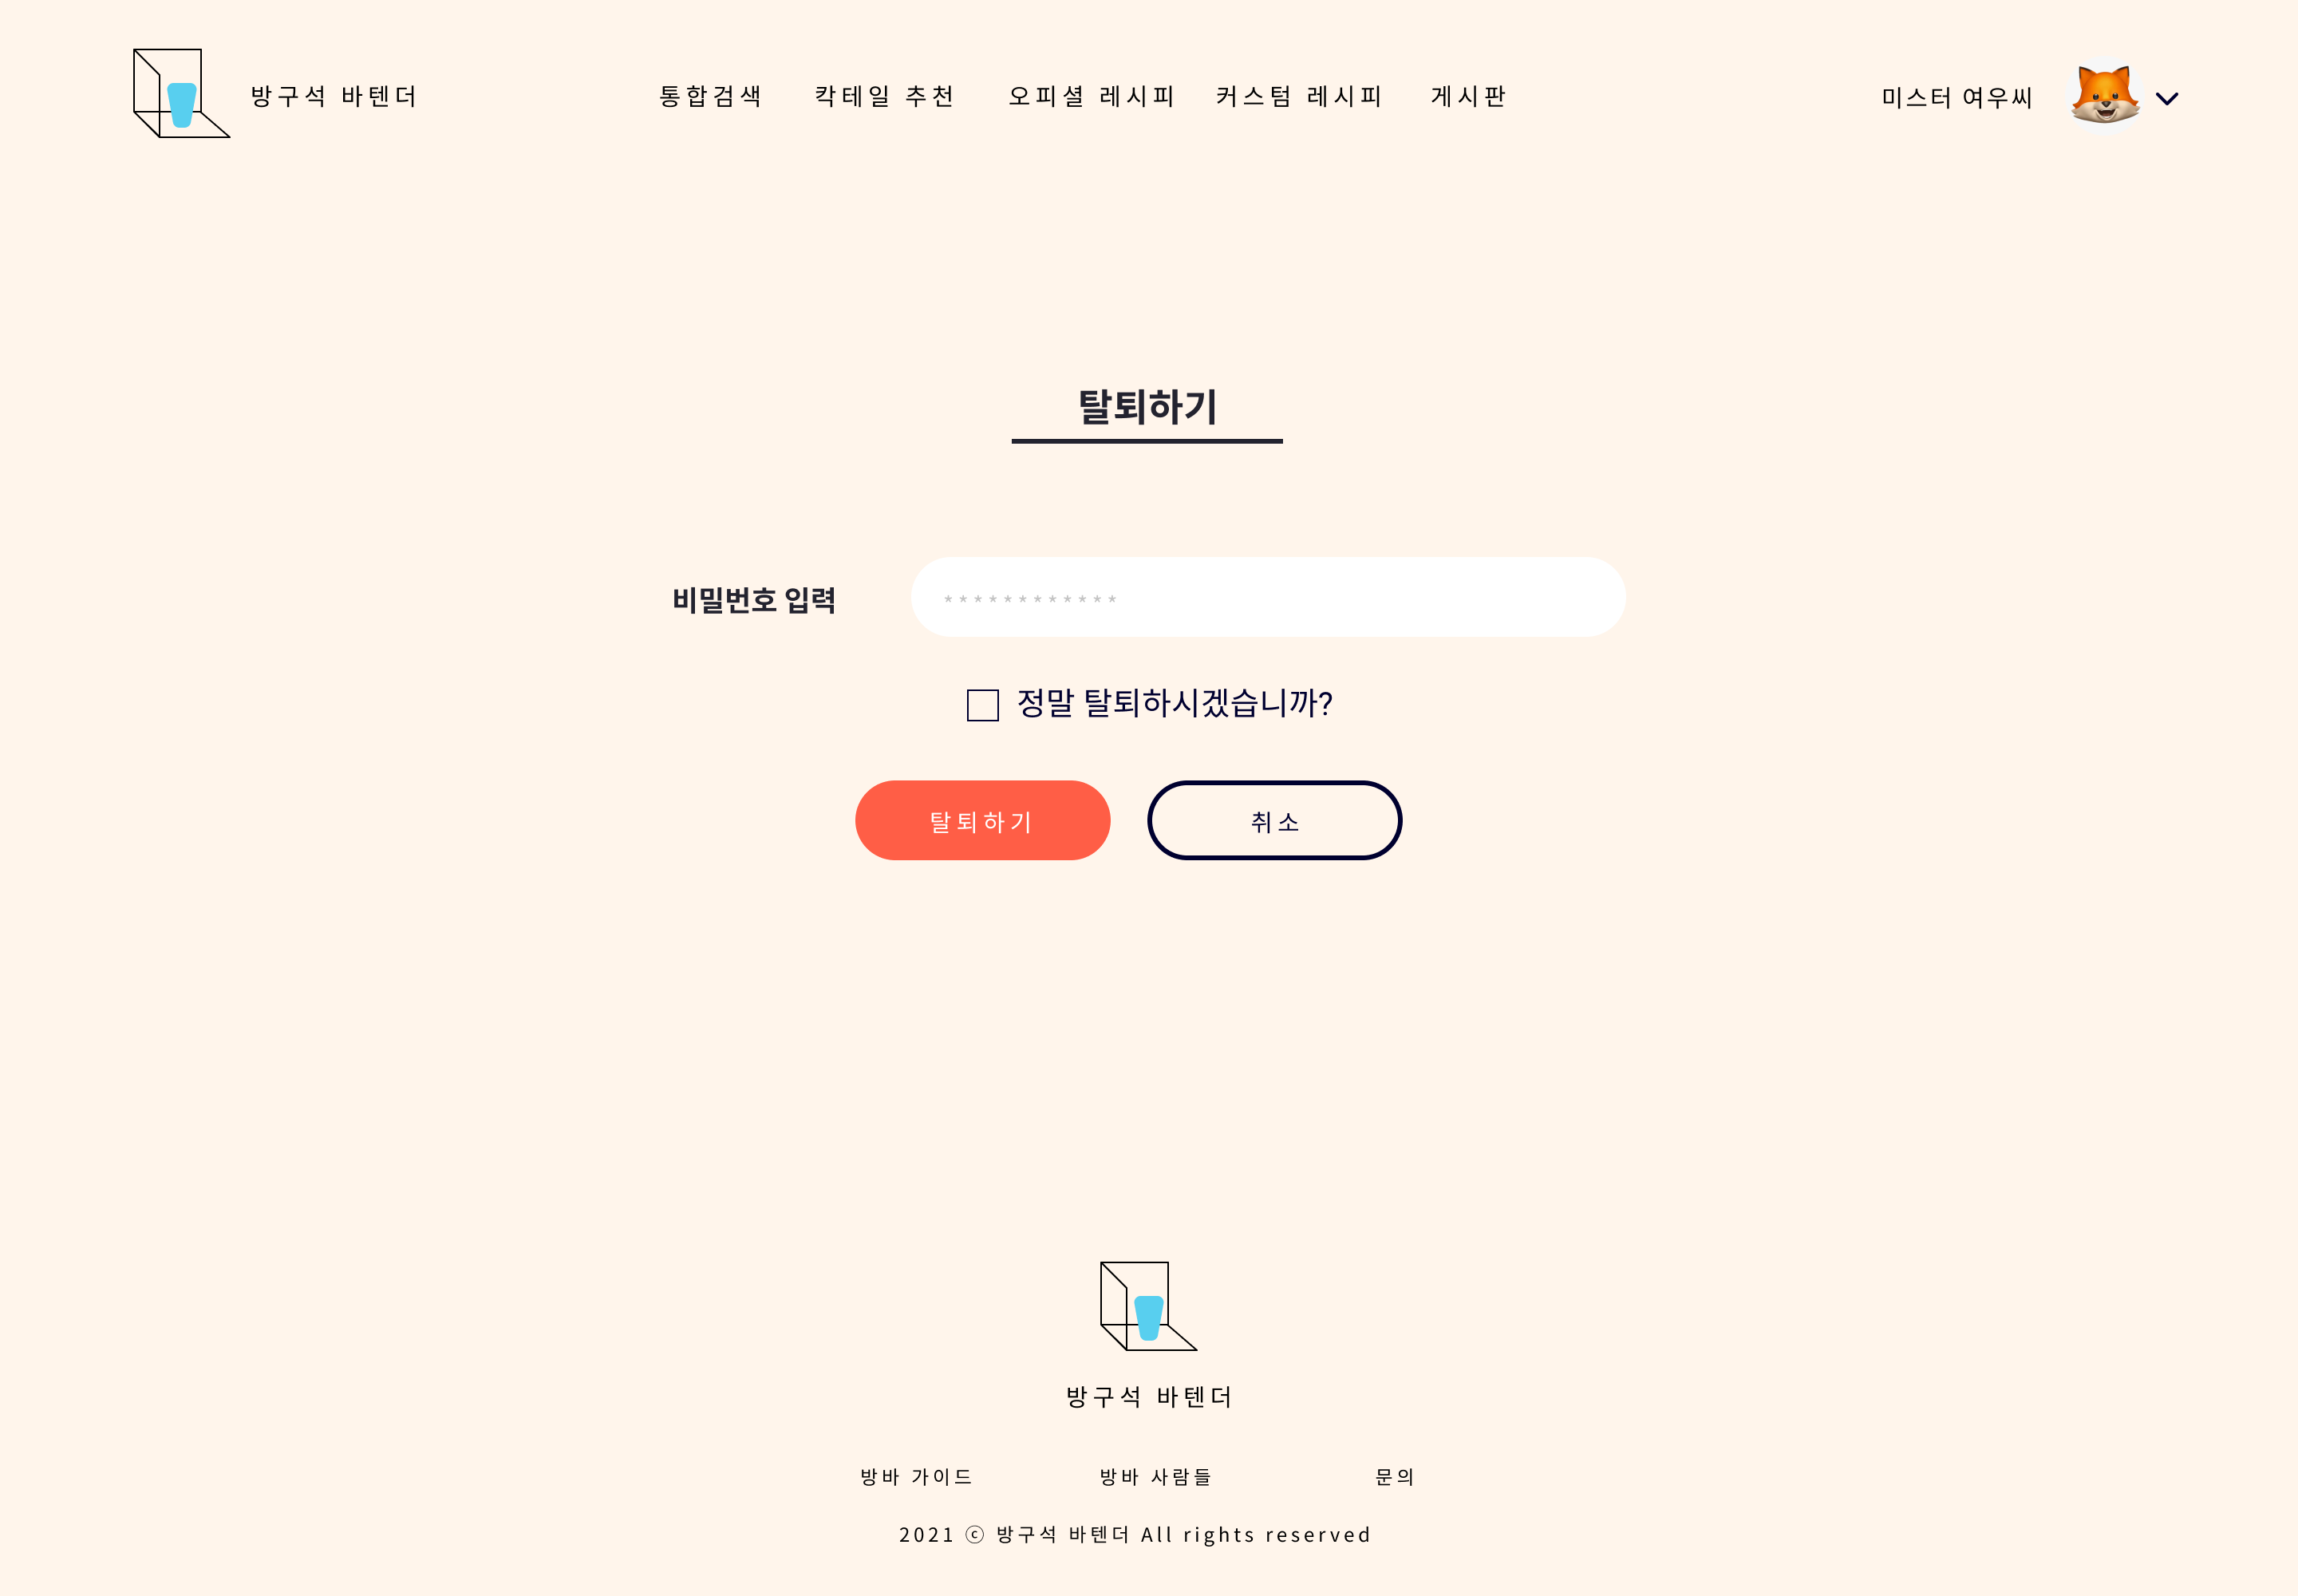 방구석 바텐더
통합검색 칵테일 추천 오피셜 레시피 커스텀 레시피 게시판
미스터 여우씨
탈퇴하기
비밀번호 입력 ************
정말 탈퇴하시겠습니까?
탈퇴하기 취소
방구석 바텐더
방바 가이드 방바 사람들 문의
2021 ⓒ 방구석 바텐더 All rights reserved